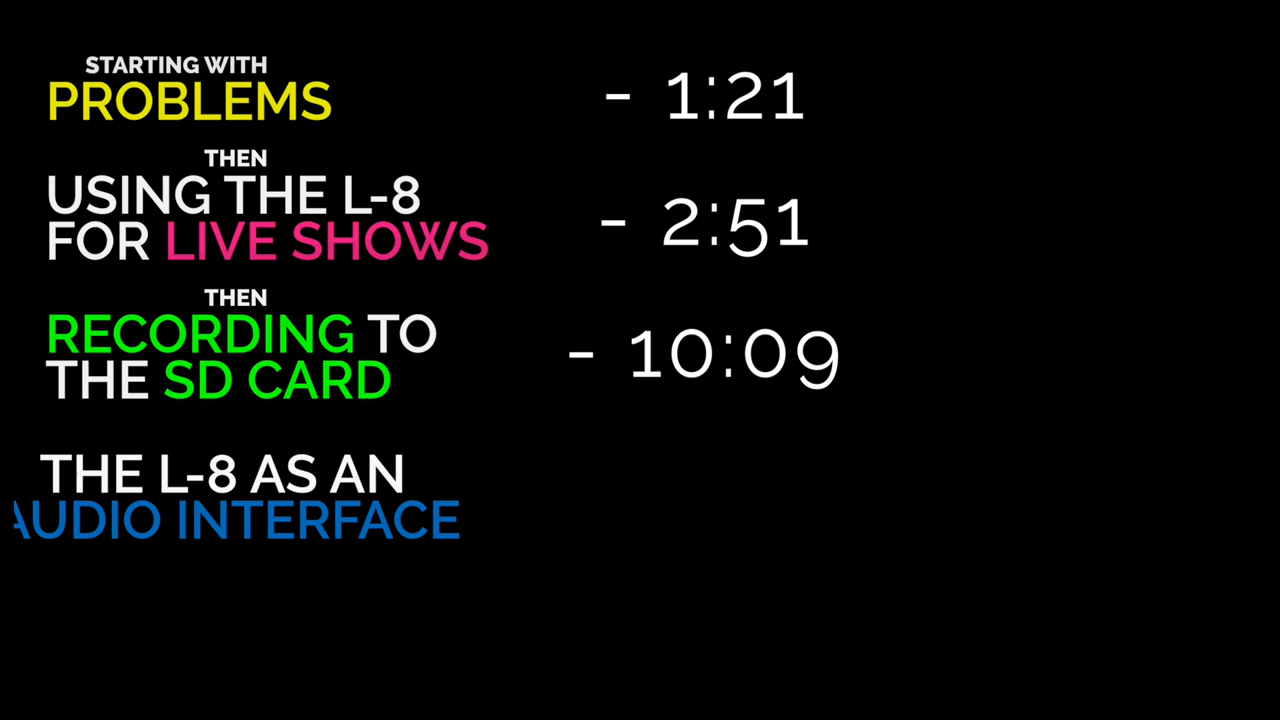 STARTING WITH
PROBLEMS - 1:21
THEN
USING THE L-8
FOR LIVE SHOWS - 2:51
THEN
RECORDING TO
THE SD CARD - 10:09
THE L-8 AS AN
AUDIO INTERFACE